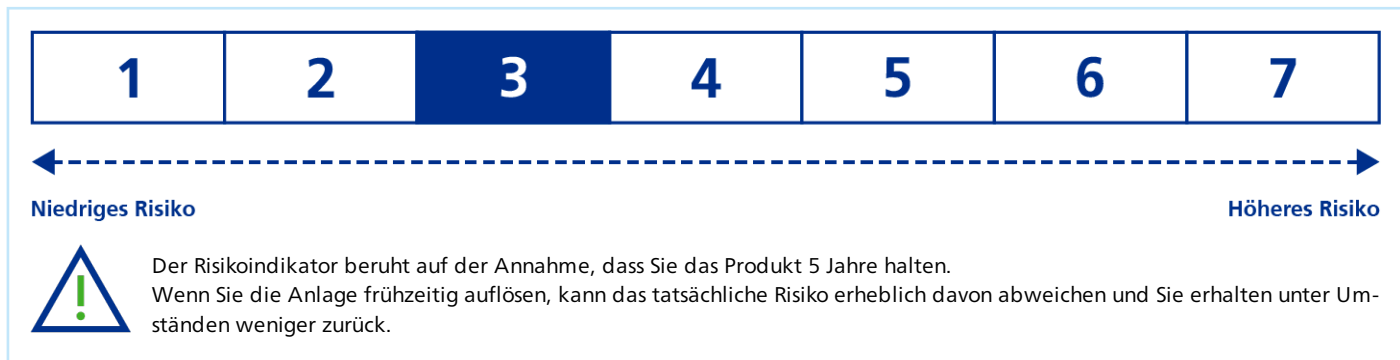 1 2 3 4 5 6 7
Niedriges Risiko Höheres Risiko
Der Risikoindikator beruht auf der Annahme, dass Sie das Produkt 5 Jahre halten.
Wenn Sie die Anlage frühzeitig auflösen, kann das tatsächliche Risiko erheblich davon abweichen und Sie erhalten unter Um-
ständen weniger zurück.